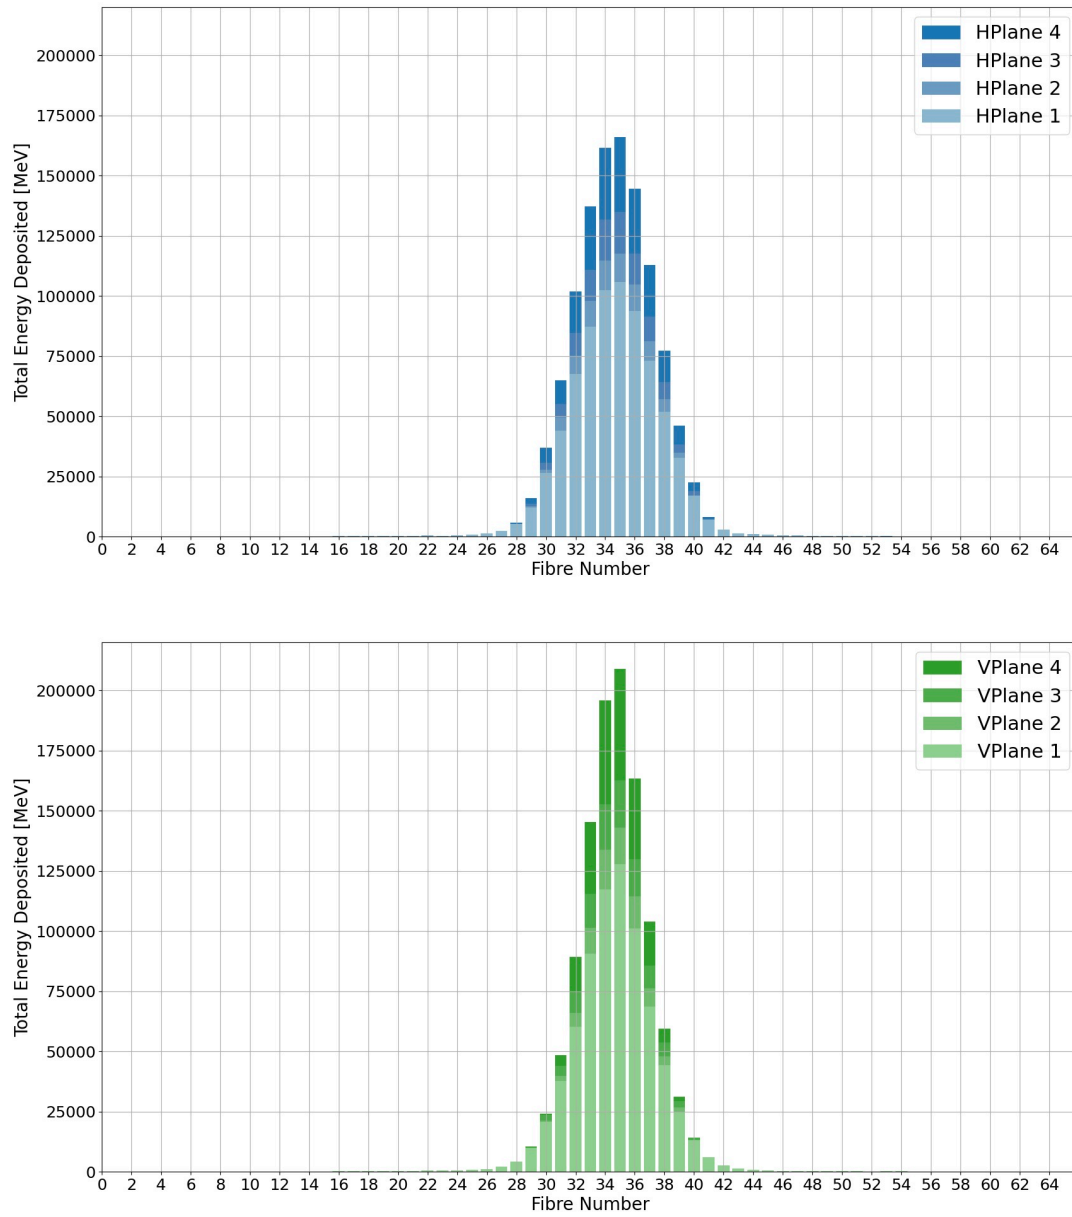 200000
175000
150000
125000
100000
75000
50000
25000
0
Total Energy Deposited [MeV]
HPlane 4
HPlane 3
HPlane 2
HPlane 1
0 2 4 6 8 10 12 14 16 18 20 22 24 26 28 30 32 34 36 38 40 42 44 46 48 50 52 54 56 58 60 62 64
Fibre Number
200000
175000
150000
125000
100000
75000
50000
25000
0
Total Energy Deposited [MeV]
VPlane 4
VPlane 3
VPlane 2
VPlane 1
0 2 4 6 8 10 12 14 16 18 20 22 24 26 28 30 32 34 36 38 40 42 44 46 48 50 52 54 56 58 60 62 64
Fibre Number